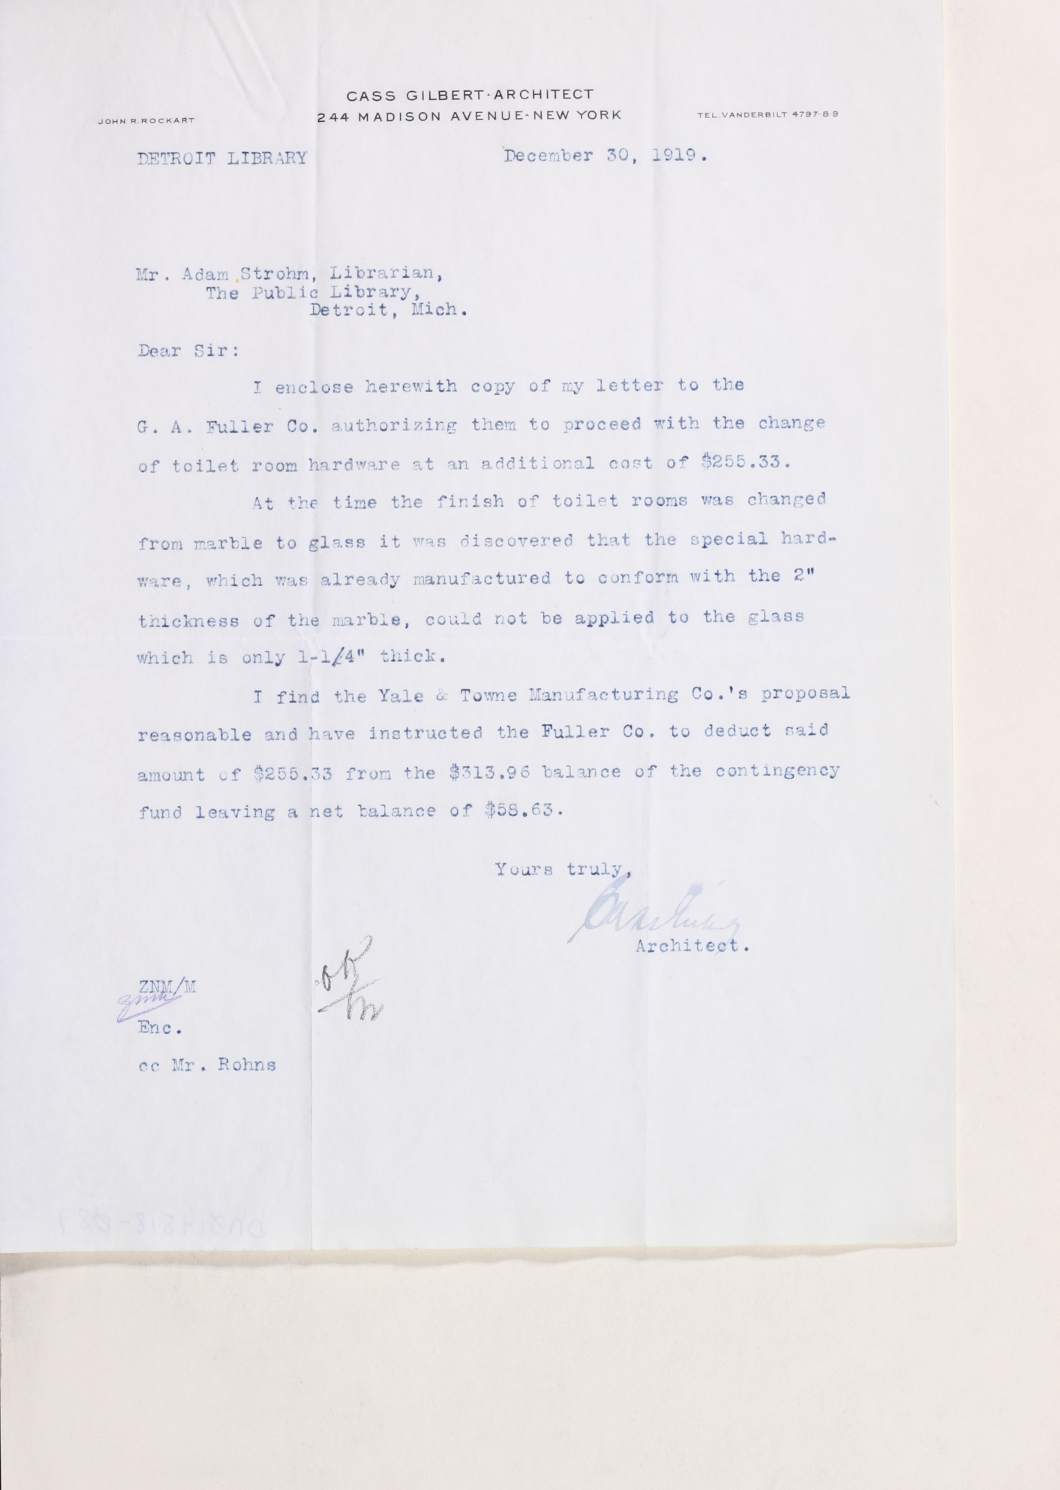 CASS GILBERT·ARCHITECT
244 MADISON AVENUE·NEW YORK
JOHN R. ROCKART
TEL. VANDERBILT 4797-8-9
DETROIT LIBRARY
December 30, 1919.
Mr. Adam Strohm, Librarian,
The Public Library,
Detroit, Mich.
Dear Sir:
I enclose herewith copy of my letter to the
G. A. Fuller Co. authorizing them to proceed with the change
of toilet room hardware at an additional cost of $255.33.
At the time the finish of toilet rooms was changed
from marble to glass it was discovered that the special hard-
ware, which was already manufactured to conform with the 2"
thickness of the marble, could not be applied to the glass
which is only 1-1/4" thick.
I find the Yale & Towne Manufacturing Co.'s proposal
reasonable and have instructed the Fuller Co. to deduct said
amount of $255.33 from the $313.96 balance of the contingency
fund leaving a net balance of $58.63.
Yours truly,
Cass Gilbert
Architect.
ZNM/M
OK
Enc.
cc Mr. Rohns